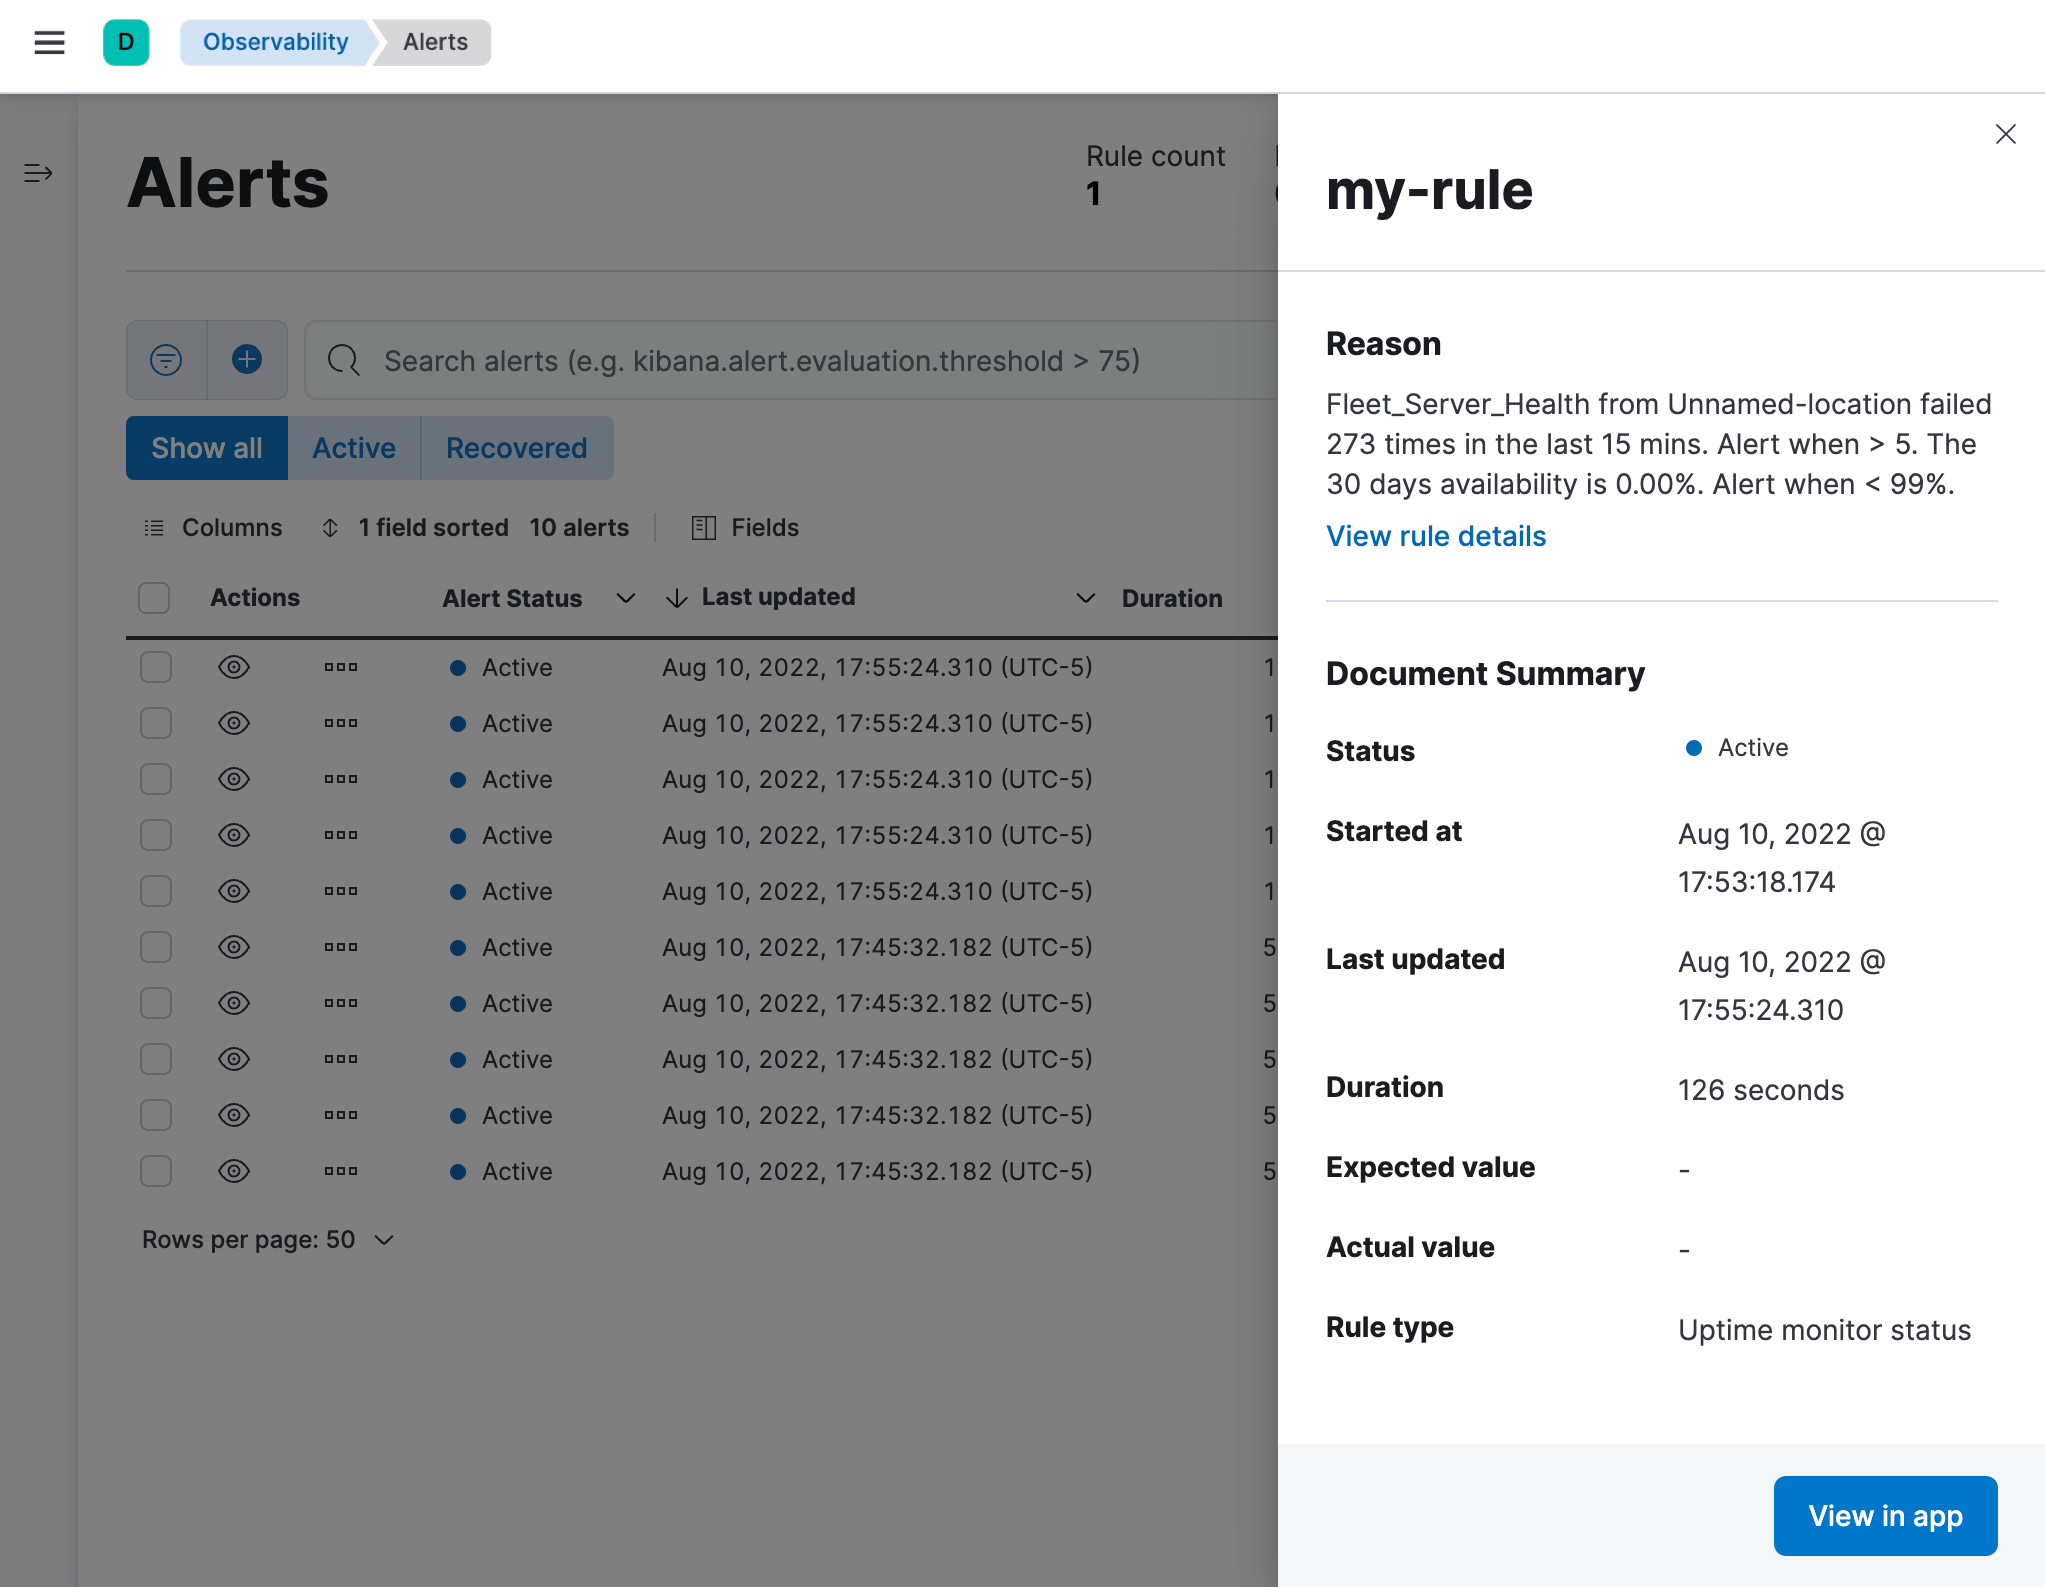 D
Observability
Alerts
Alerts
Rule count
1
Search alerts (e.g. kibana.alert.evaluation.threshold > 75)
Show all
Active
Recovered
Columns
1 field sorted
10 alerts
Fields
Actions
Alert Status
Last updated
Duration
Active Aug 10, 2022, 17:55:24.310 (UTC-5) 1
Active Aug 10, 2022, 17:55:24.310 (UTC-5) 1
Active Aug 10, 2022, 17:55:24.310 (UTC-5) 1
Active Aug 10, 2022, 17:55:24.310 (UTC-5) 1
Active Aug 10, 2022, 17:55:24.310 (UTC-5) 1
Active Aug 10, 2022, 17:45:32.182 (UTC-5) 5
Active Aug 10, 2022, 17:45:32.182 (UTC-5) 5
Active Aug 10, 2022, 17:45:32.182 (UTC-5) 5
Active Aug 10, 2022, 17:45:32.182 (UTC-5) 5
Active Aug 10, 2022, 17:45:32.182 (UTC-5) 5
Rows per page: 50
my-rule
Reason
Fleet_Server_Health from Unnamed-location failed
273 times in the last 15 mins. Alert when > 5. The
30 days availability is 0.00%. Alert when < 99%.
View rule details
Document Summary
Status
Active
Started at
Aug 10, 2022 @
17:53:18.174
Last updated
Aug 10, 2022 @
17:55:24.310
Duration
126 seconds
Expected value
-
Actual value
-
Rule type
Uptime monitor status
View in app